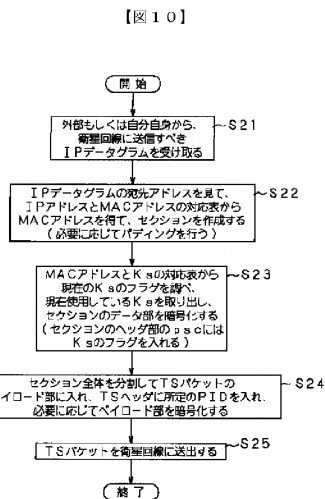 【図10】
開始
外部もしくは自分自身から、
衛星回線に送信すべき
IPデータグラムを受け取る
S21
IPデータグラムの宛先アドレスを見て、
IPアドレスとMACアドレスの対応表から
MACアドレスを得て、セクションを作成する
(必要に応じてパディングを行う)
S22
MACアドレスとKsの対応表から
現在のKsのフラグを調べ、
現在使用しているKsを取り出し、
セクションのデータ部を暗号化する
(セクションのヘッダ部のpscには
Ksのフラグを入れる)
S23
セクション全体を分割してTSパケットの
イロード部に入れ、TSヘッダに所定のPIDを入れ、
必要に応じてペイロード部を暗号化する
S24
TSパケットを衛星回線に送出する
S25
終了